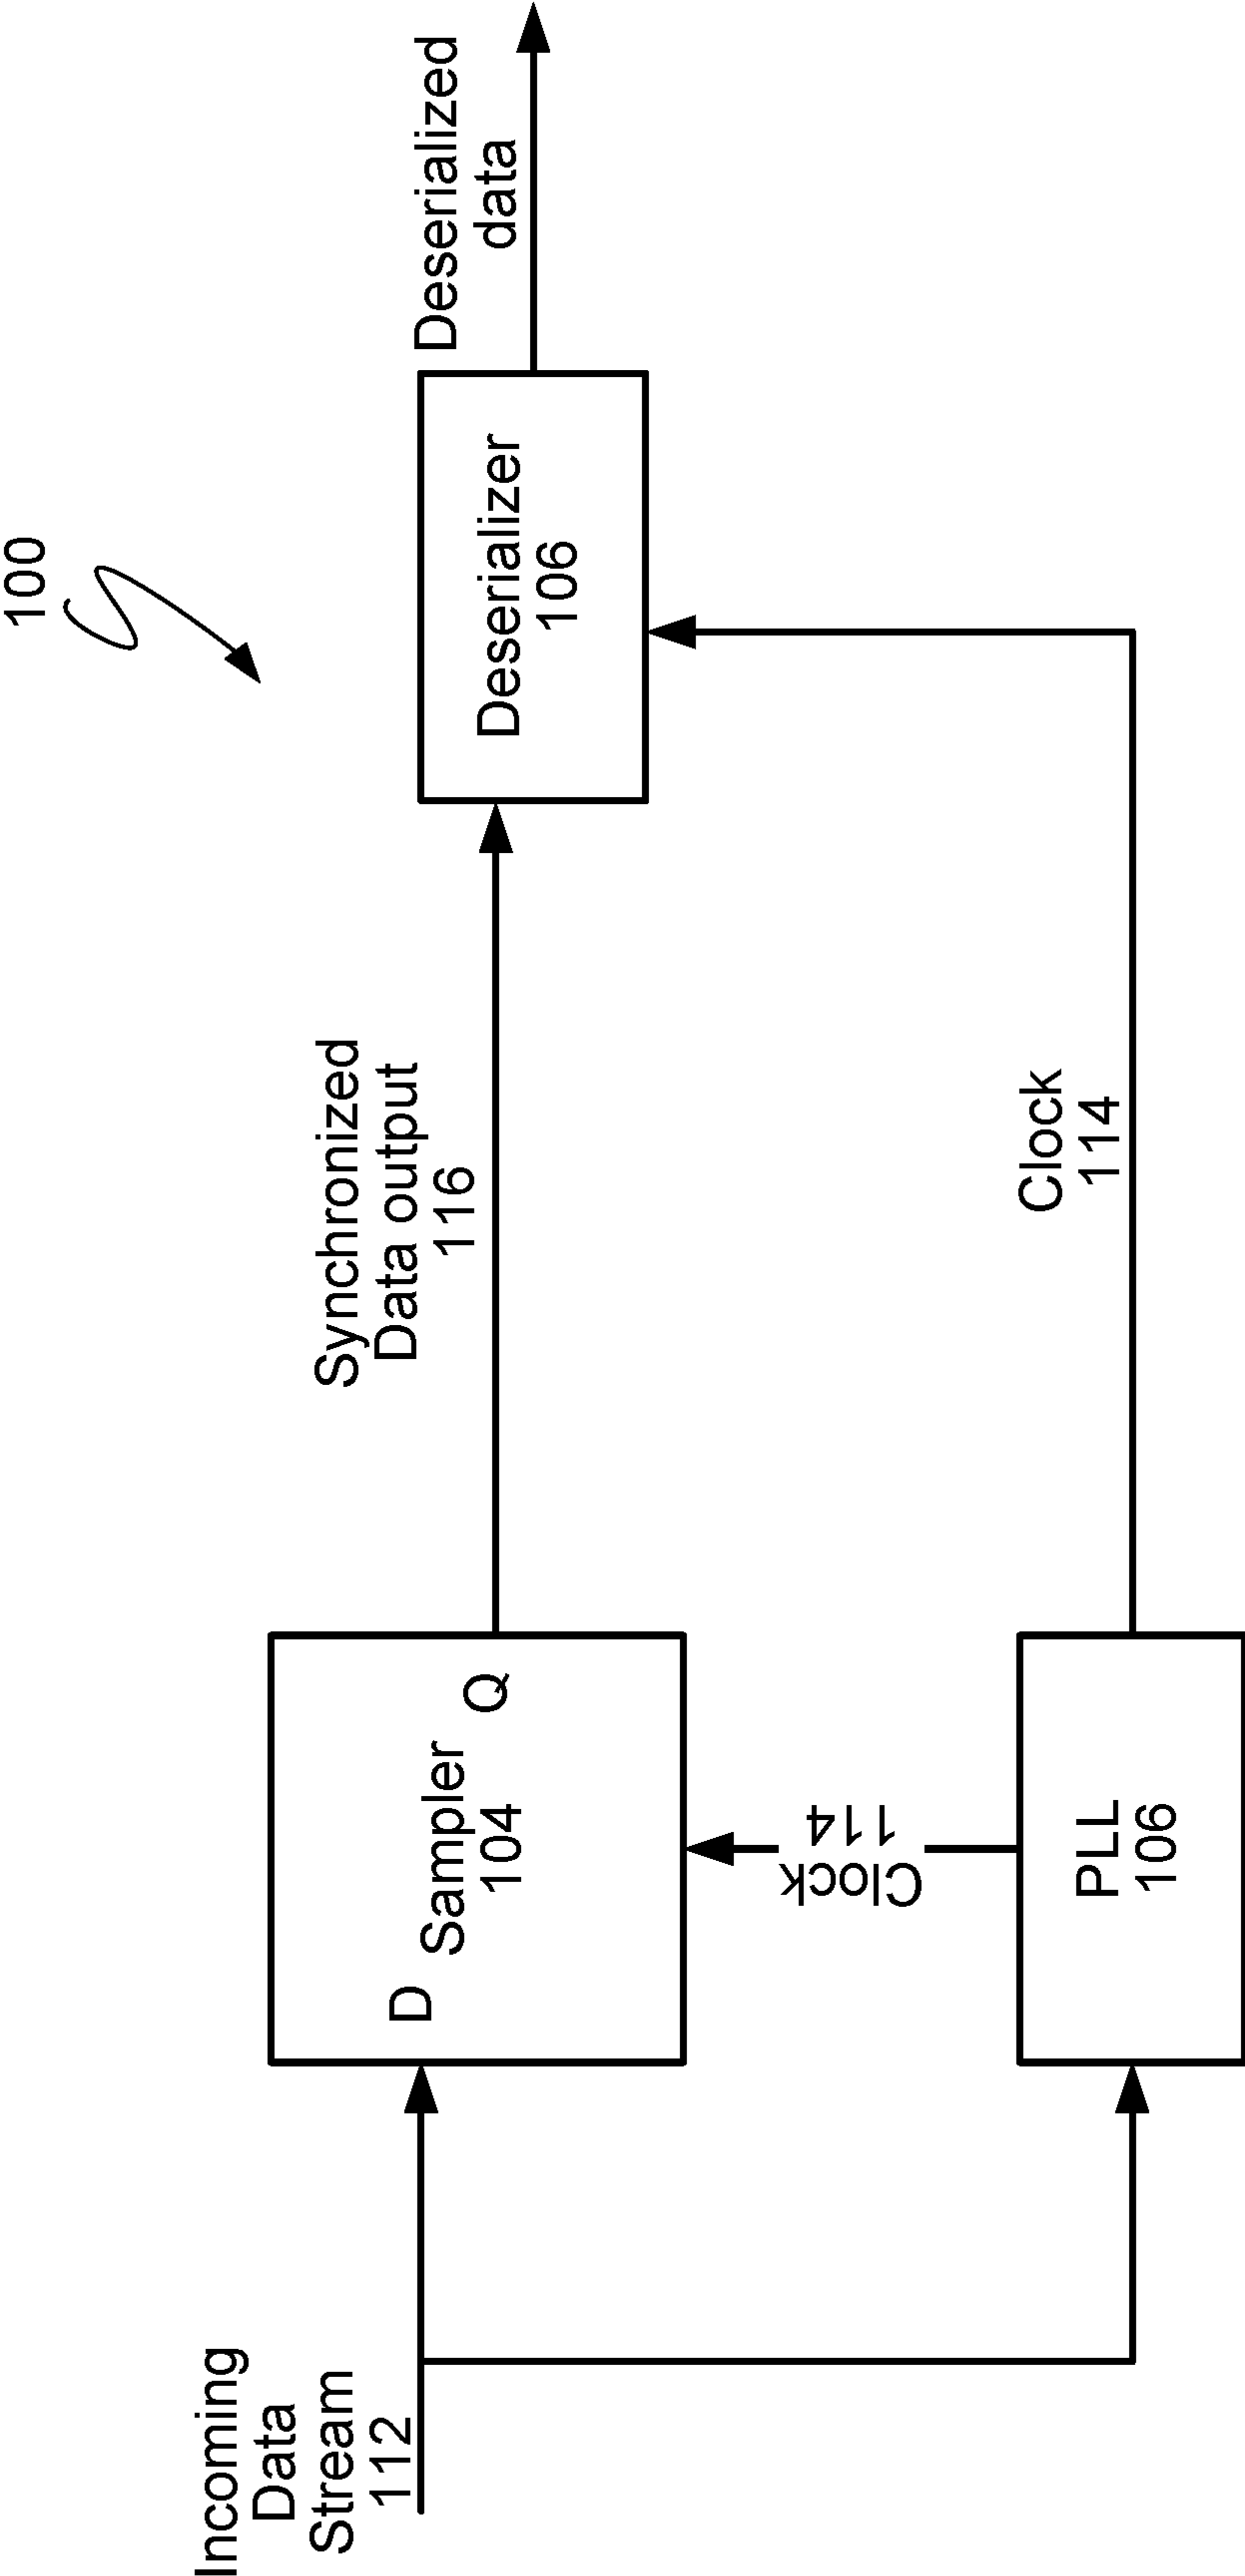 100
Incoming
Data
Stream
112
D
Sampler
104
Q
Synchronized
Data output
116
Deserializer
106
Deserialized
data
Clock
114
PLL
106
Clock
114